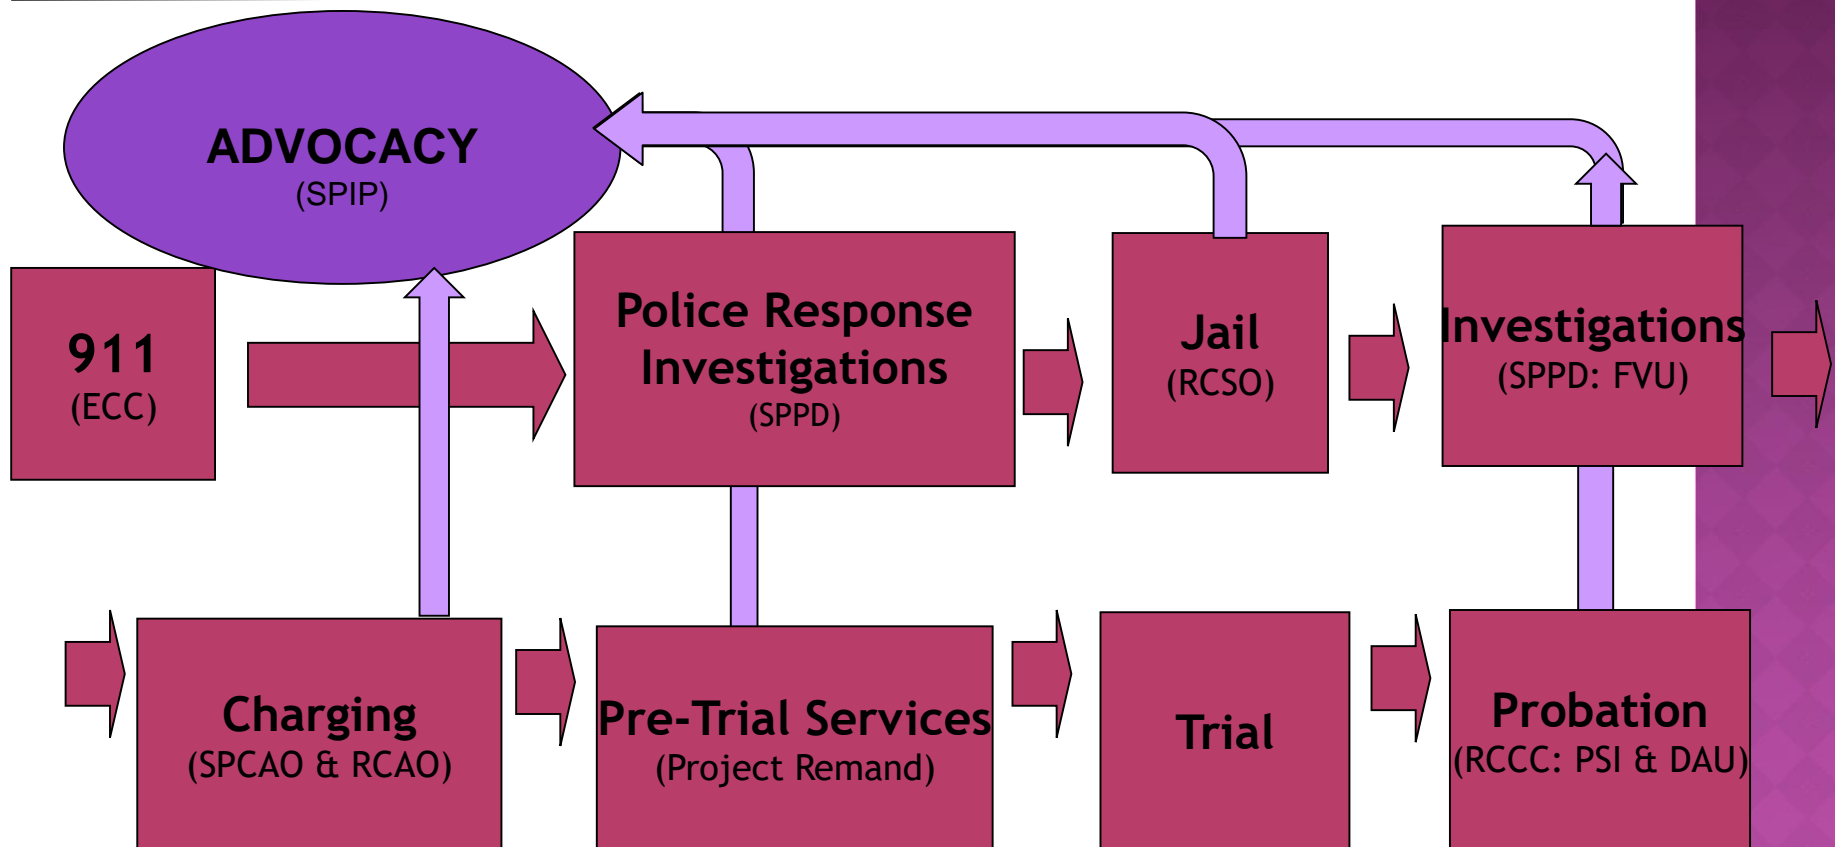 ADVOCACY
(SPIP)
911
(ECC)
Police Response
Investigations
(SPPD)
Jail
(RCSO)
Investigations
(SPPD: FVU)
Charging
(SPCAO & RCAO)
Pre-Trial Services
(Project Remand)
Trial
Probation
(RCCC: PSI & DAU)